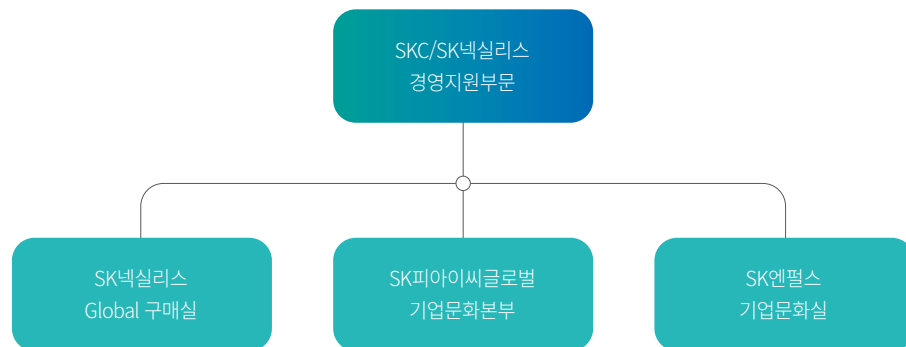 SKC/SK넥실리스
경영지원부문
SK넥실리스
Global 구매실
SK피아이씨글로벌
기업문화본부
SK엔펄스
기업문화실